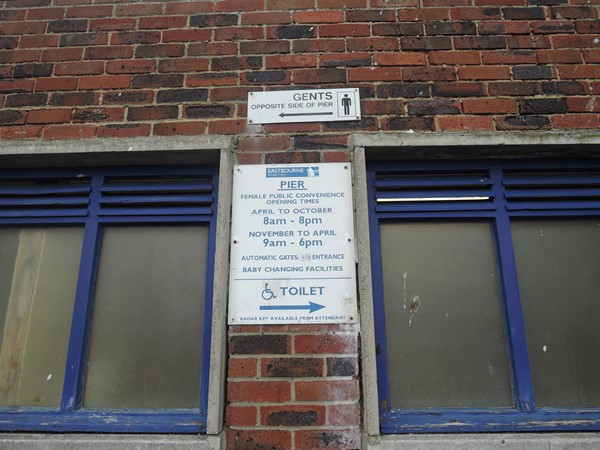 GENTS
OPPOSITE SIDE OF PIER
EASTBOURNE
PIER
FEMALE PUBLIC CONVENIENCE
OPENING TIMES
APRIL TO OCTOBER
8am - 8pm
NOVEMBER TO APRIL
9am - 6pm
AUTOMATIC GATES: ENTRANCE
BABY CHANGING FACILITIES
TOILET
RADAR KEY AVAILABLE FROM ATTENDANT